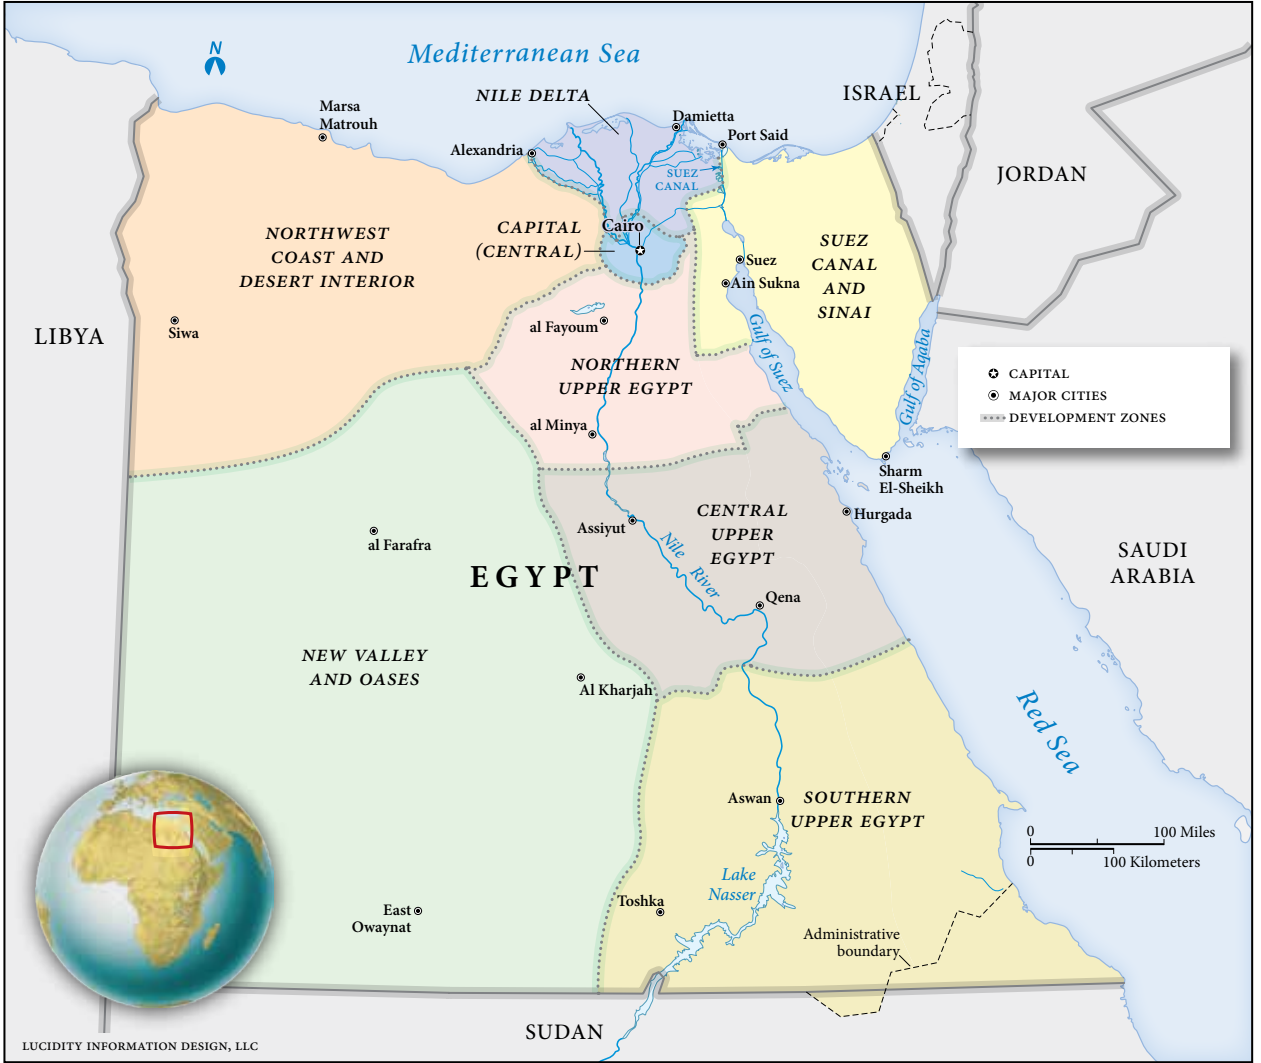 N
Mediterranean Sea
NILE DELTA
ISRAEL
Marsa
Matrouh
Damietta
Port Said
Alexandria
SUEZ
CANAL
JORDAN
NORTHWEST
COAST AND
DESERT INTERIOR
CAPITAL
(CENTRAL)
Cairo
SUEZ
CANAL
AND
SINAI
Suez
Ain Sukna
LIBYA
Siwa
al Fayoum
Gulf of Suez
Gulf of Aqaba
NORTHERN
UPPER EGYPT
CAPITAL
MAJOR CITIES
DEVELOPMENT ZONES
al Minya
Sharm
El-Sheikh
Hurgada
CENTRAL
UPPER
EGYPT
Assiyut
Nile River
al Farafra
EGYPT
SAUDI
ARABIA
Qena
NEW VALLEY
AND OASES
Al Kharjah
Red Sea
Aswan
SOUTHERN
UPPER EGYPT
0 100 Miles
0 100 Kilometers
Lake
Nasser
Toshka
East
Owaynat
Administrative
boundary
SUDAN
LUCIDITY INFORMATION DESIGN, LLC